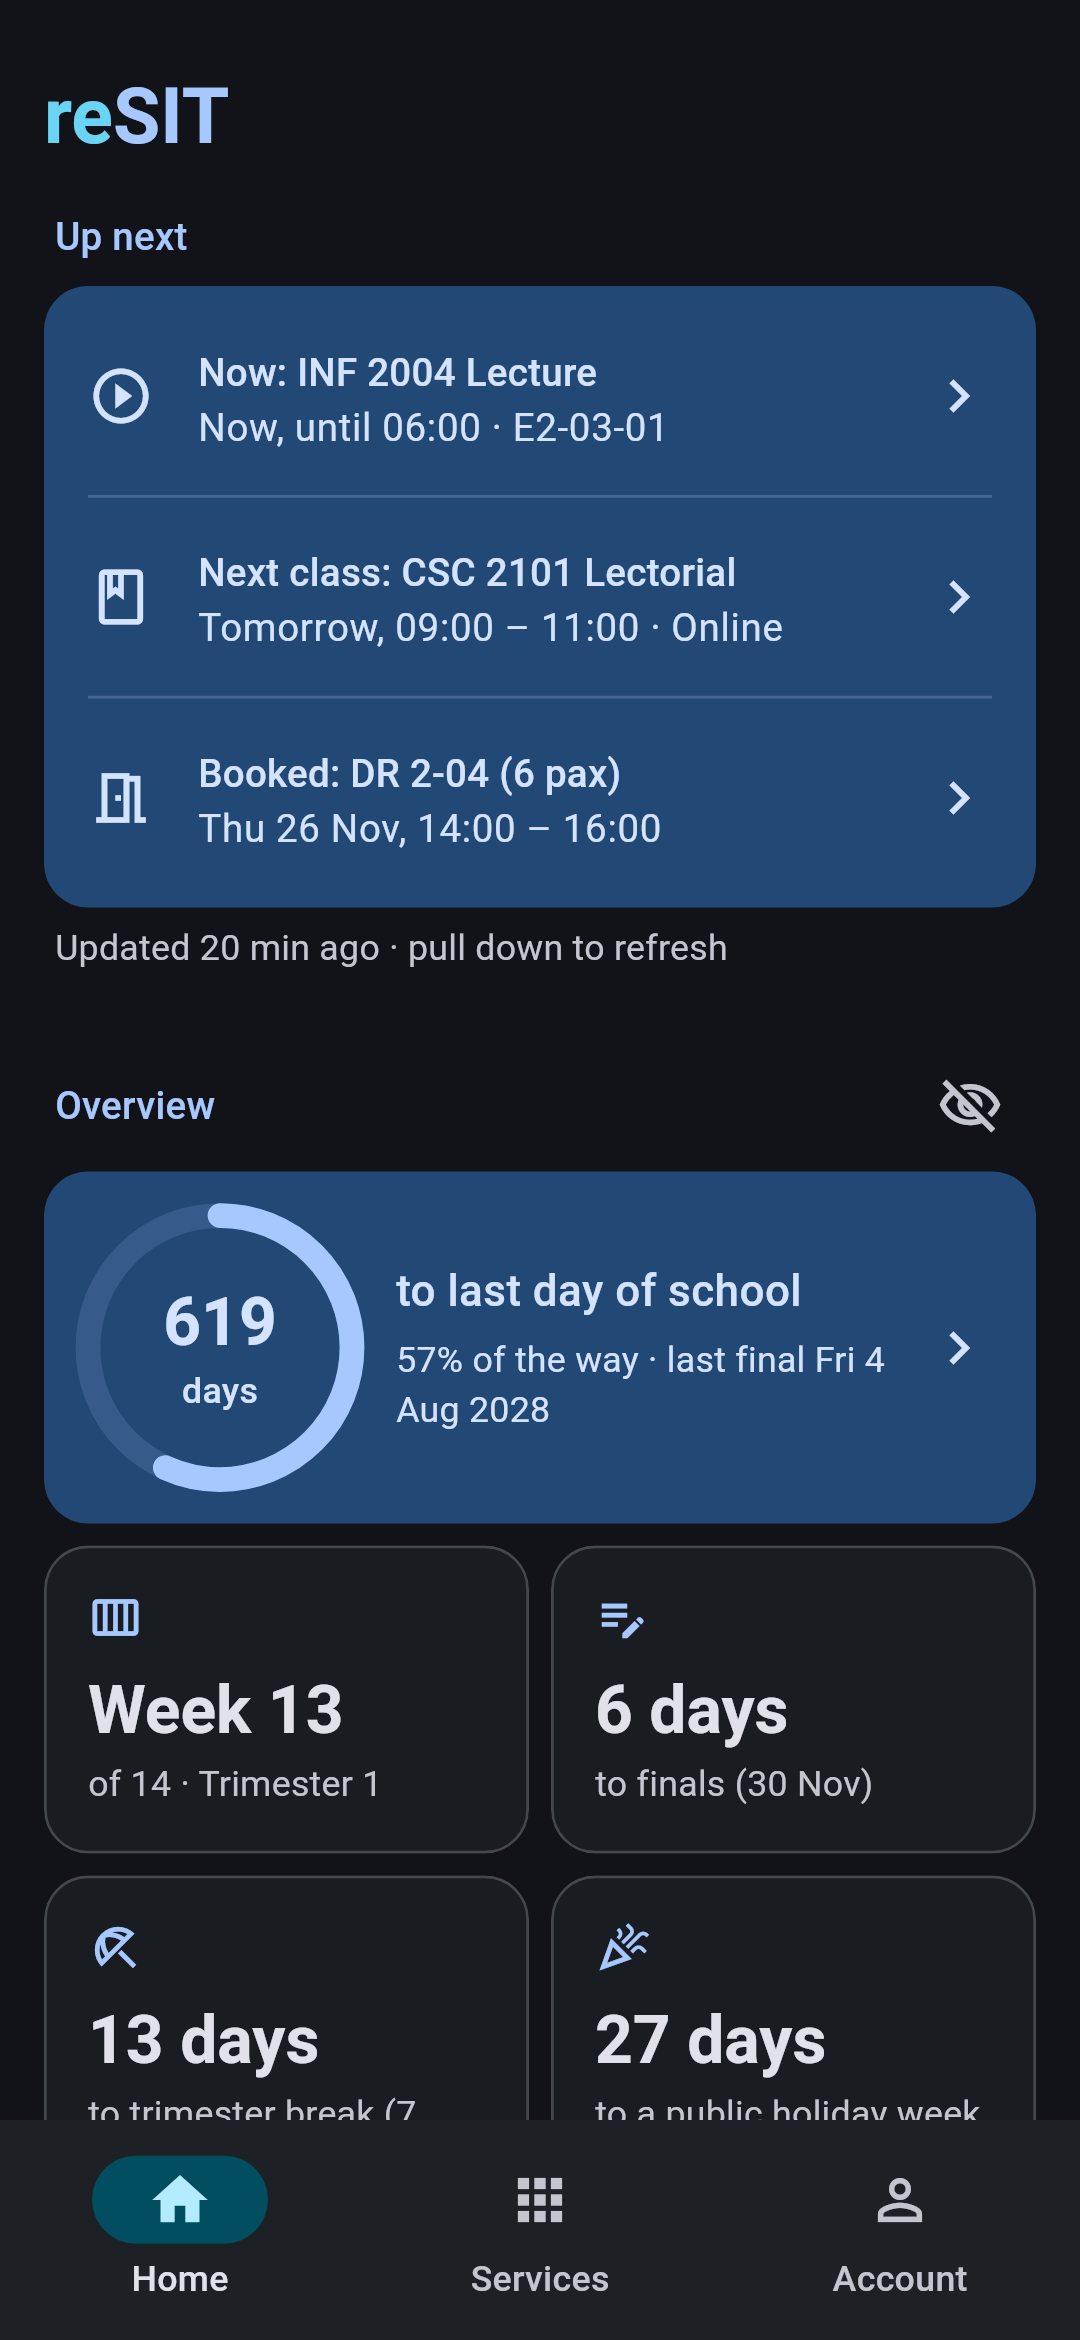 reSIT
Up next
Now: INF 2004 Lecture
Now, until 06:00 · E2-03-01
Next class: CSC 2101 Lectorial
Tomorrow, 09:00 – 11:00 · Online
Booked: DR 2-04 (6 pax)
Thu 26 Nov, 14:00 – 16:00
Updated 20 min ago · pull down to refresh
Overview
619
days
to last day of school
57% of the way · last final Fri 4
Aug 2028
Week 13
of 14 · Trimester 1
6 days
to finals (30 Nov)
13 days
to trimester break (7
27 days
to a public holiday week
Home
Services
Account